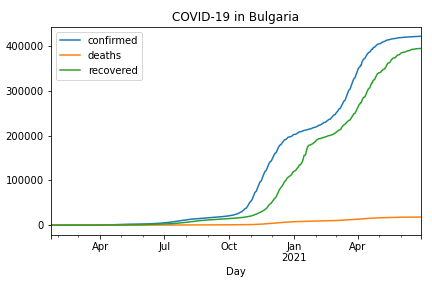 COVID-19 in Bulgaria
confirmed
deaths
recovered
400000
300000
200000
100000
0
Apr Jul Oct Jan Apr
2021
Day